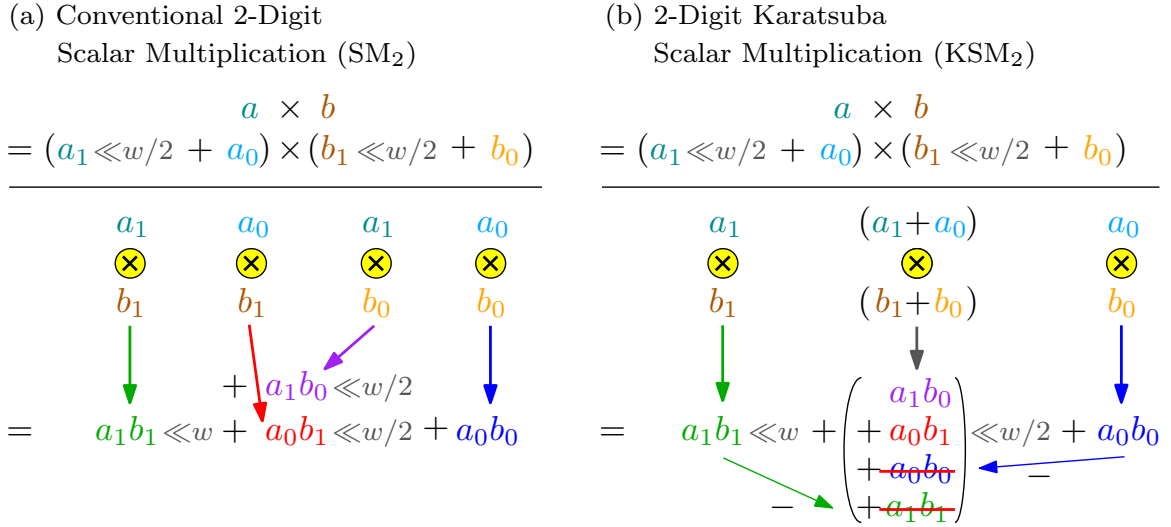 (a) Conventional 2-Digit
Scalar Multiplication (SM₂)
a × b
= (a₁ ≪w/2 + a₀) × (b₁ ≪w/2 + b₀)
a₁ a₀ a₁ a₀
⊗ ⊗ ⊗ ⊗
b₁ b₁ b₀ b₀
+ a₁b₀ ≪w/2
= a₁b₁ ≪w + a₀b₁ ≪w/2 + a₀b₀
(b) 2-Digit Karatsuba
Scalar Multiplication (KSM₂)
a × b
= (a₁ ≪w/2 + a₀) × (b₁ ≪w/2 + b₀)
a₁ (a₁+a₀) a₀
⊗ ⊗ ⊗
b₁ (b₁+b₀) b₀
a₁b₀
= a₁b₁ ≪w + ( + a₀b₁ ) ≪w/2 + a₀b₀
+ a₀b₀ −
− + a₁b₁